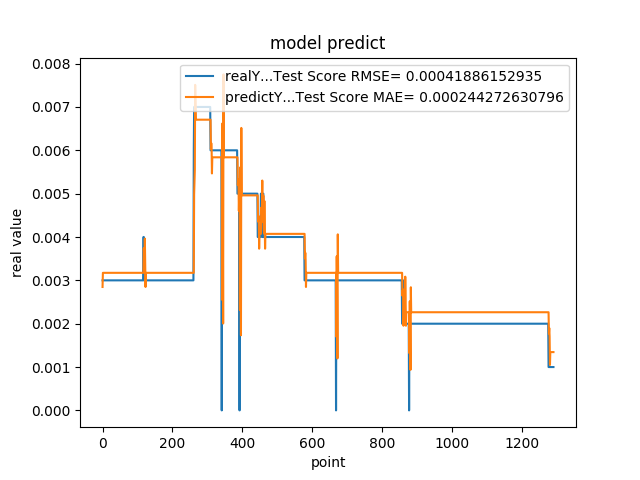 model predict
realY...Test Score RMSE= 0.00041886152935
predictY...Test Score MAE= 0.000244272630796
0.008
0.007
0.006
0.005
0.004
0.003
0.002
0.001
0.000
real value
0 200 400 600 800 1000 1200
point